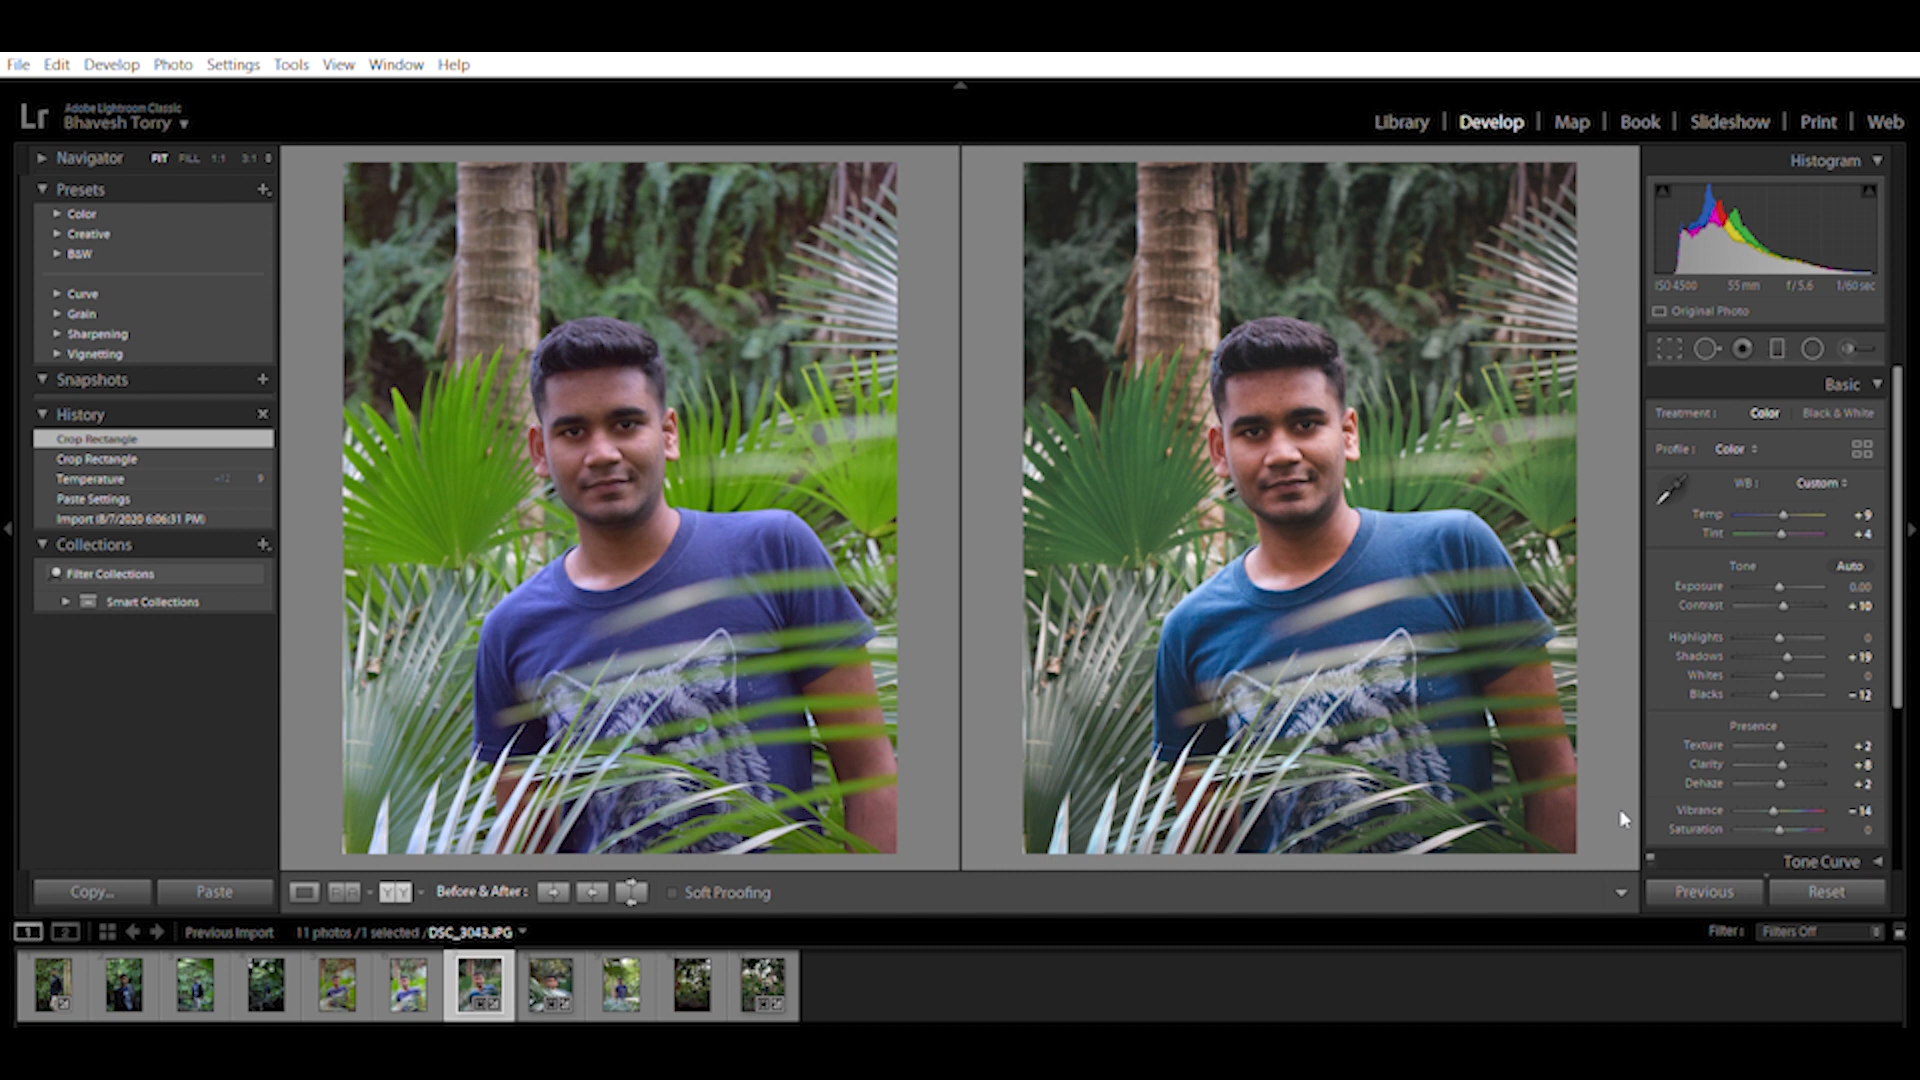 File Edit Develop Photo Settings Tools View Window Help
Lr Adobe Lightroom Classic
Bhavesh Torry
Library | Develop | Map | Book | Slideshow | Print | Web
Navigator FIT FILL 1:1 3:1
Presets
Color
Creative
B&W
Curve
Grain
Sharpening
Vignetting
Snapshots
History
Crop Rectangle
Crop Rectangle
Temperature +12 9
Paste Settings
Import (8/7/2020 6:06:31 PM)
Collections
Filter Collections
Smart Collections
Copy... Paste
Before & After : Soft Proofing
Histogram
ISO 4500 55 mm f / 5.6 1/60 sec
Original Photo
Basic
Treatment : Color Black & White
Profile : Color
WB : Custom
Temp + 9
Tint + 4
Tone Auto
Exposure 0.00
Contrast + 10
Highlights 0
Shadows + 19
Whites 0
Blacks - 12
Presence
Texture + 2
Clarity + 8
Dehaze + 2
Vibrance - 14
Saturation 0
Tone Curve
Previous Reset
1 2 Previous Import 11 photos / 1 selected / DSC_3043.JPG Filter : Filters Off